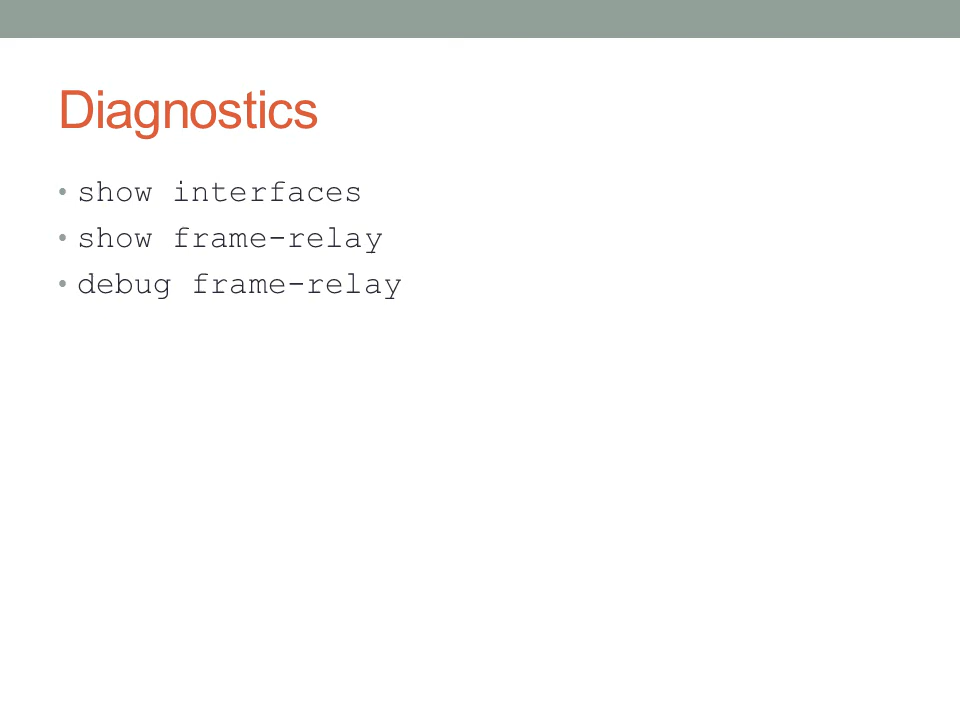 Diagnostics
• show interfaces
• show frame-relay
• debug frame-relay